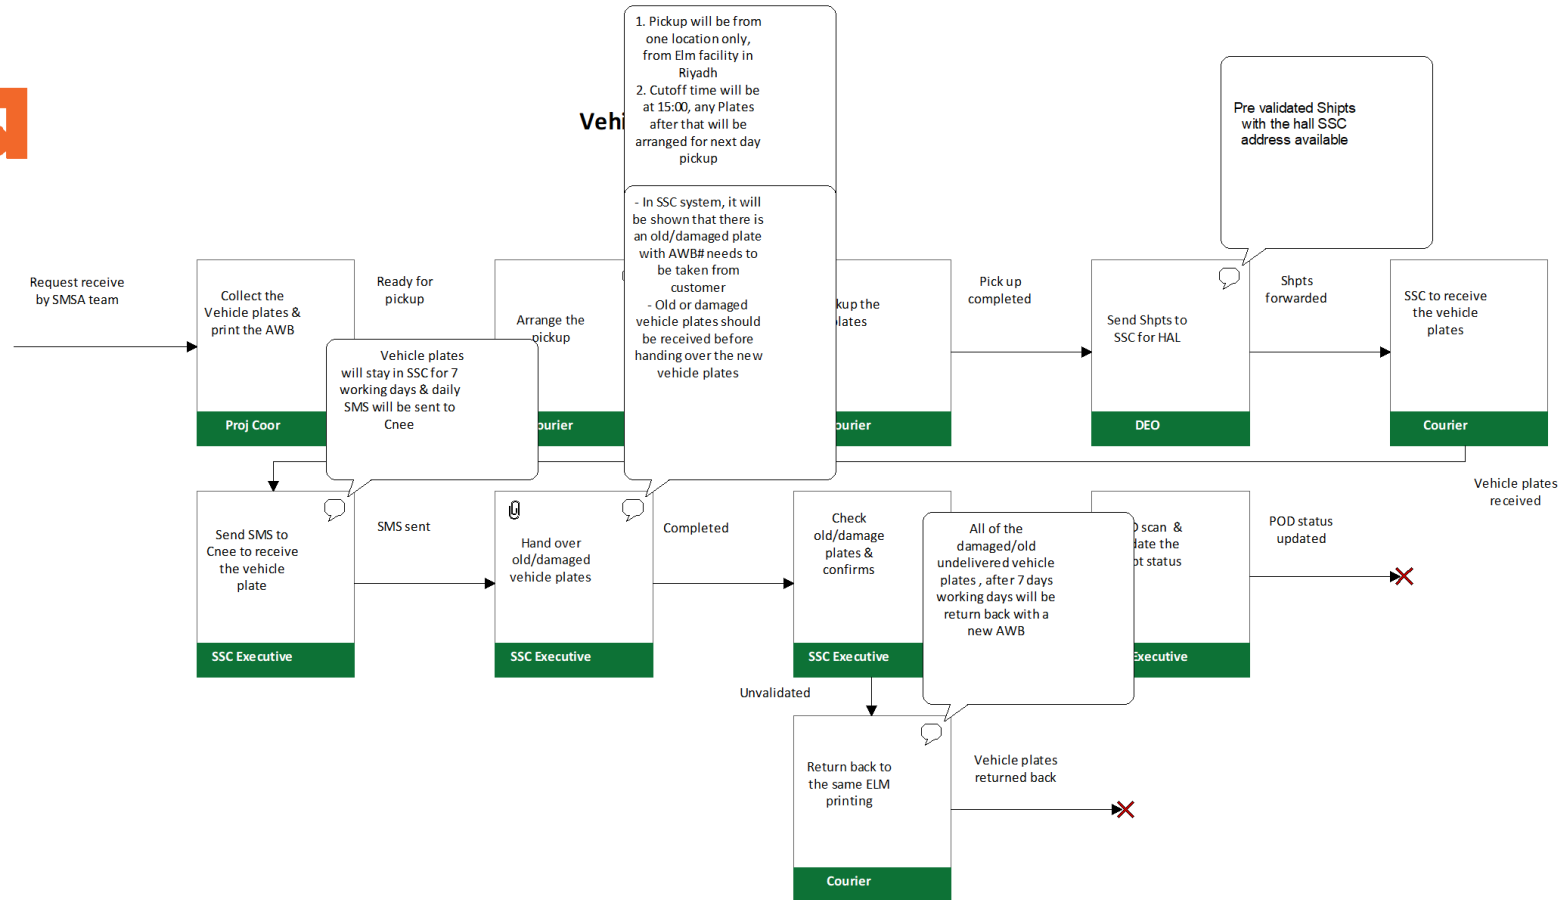 1. Pickup will be from
one location only,
from Elm facility in
Riyadh
2. Cutoff time will be
at 15:00, any Plates
after that will be
arranged for next day
pickup
Pre validated Shipts
with the hall SSC
address available
- In SSC system, it will
be shown that there is
an old/damaged plate
with AWB# needs to
be taken from
customer
- Old or damaged
vehicle plates should
be received before
handing over the new
vehicle plates
Request receive
by SMSA team
Collect the
Vehicle plates &
print the AWB
Proj Coor
Ready for
pickup
Arrange the
pickup
the
Pick up
completed
Send Shpts to
SSC for HAL
DEO
Shpts
forwarded
SSC to receive
the vehicle
plates
Courier
Vehicle plates
will stay in SSC for 7
working days & daily
SMS will be sent to
Cnee
Vehicle plates
received
Send SMS to
Cnee to receive
the vehicle
plate
SSC Executive
SMS sent
Hand over
old/damaged
vehicle plates
SSC Executive
Completed
Check
old/damage
plates &
confirms
SSC Executive
All of the
damaged/old
undelivered vehicle
plates , after 7 days
working days will be
return back with a
new AWB
scan &
the
status
Executive
POD status
updated
Unvalidated
Return back to
the same ELM
printing
Courier
Vehicle plates
returned back